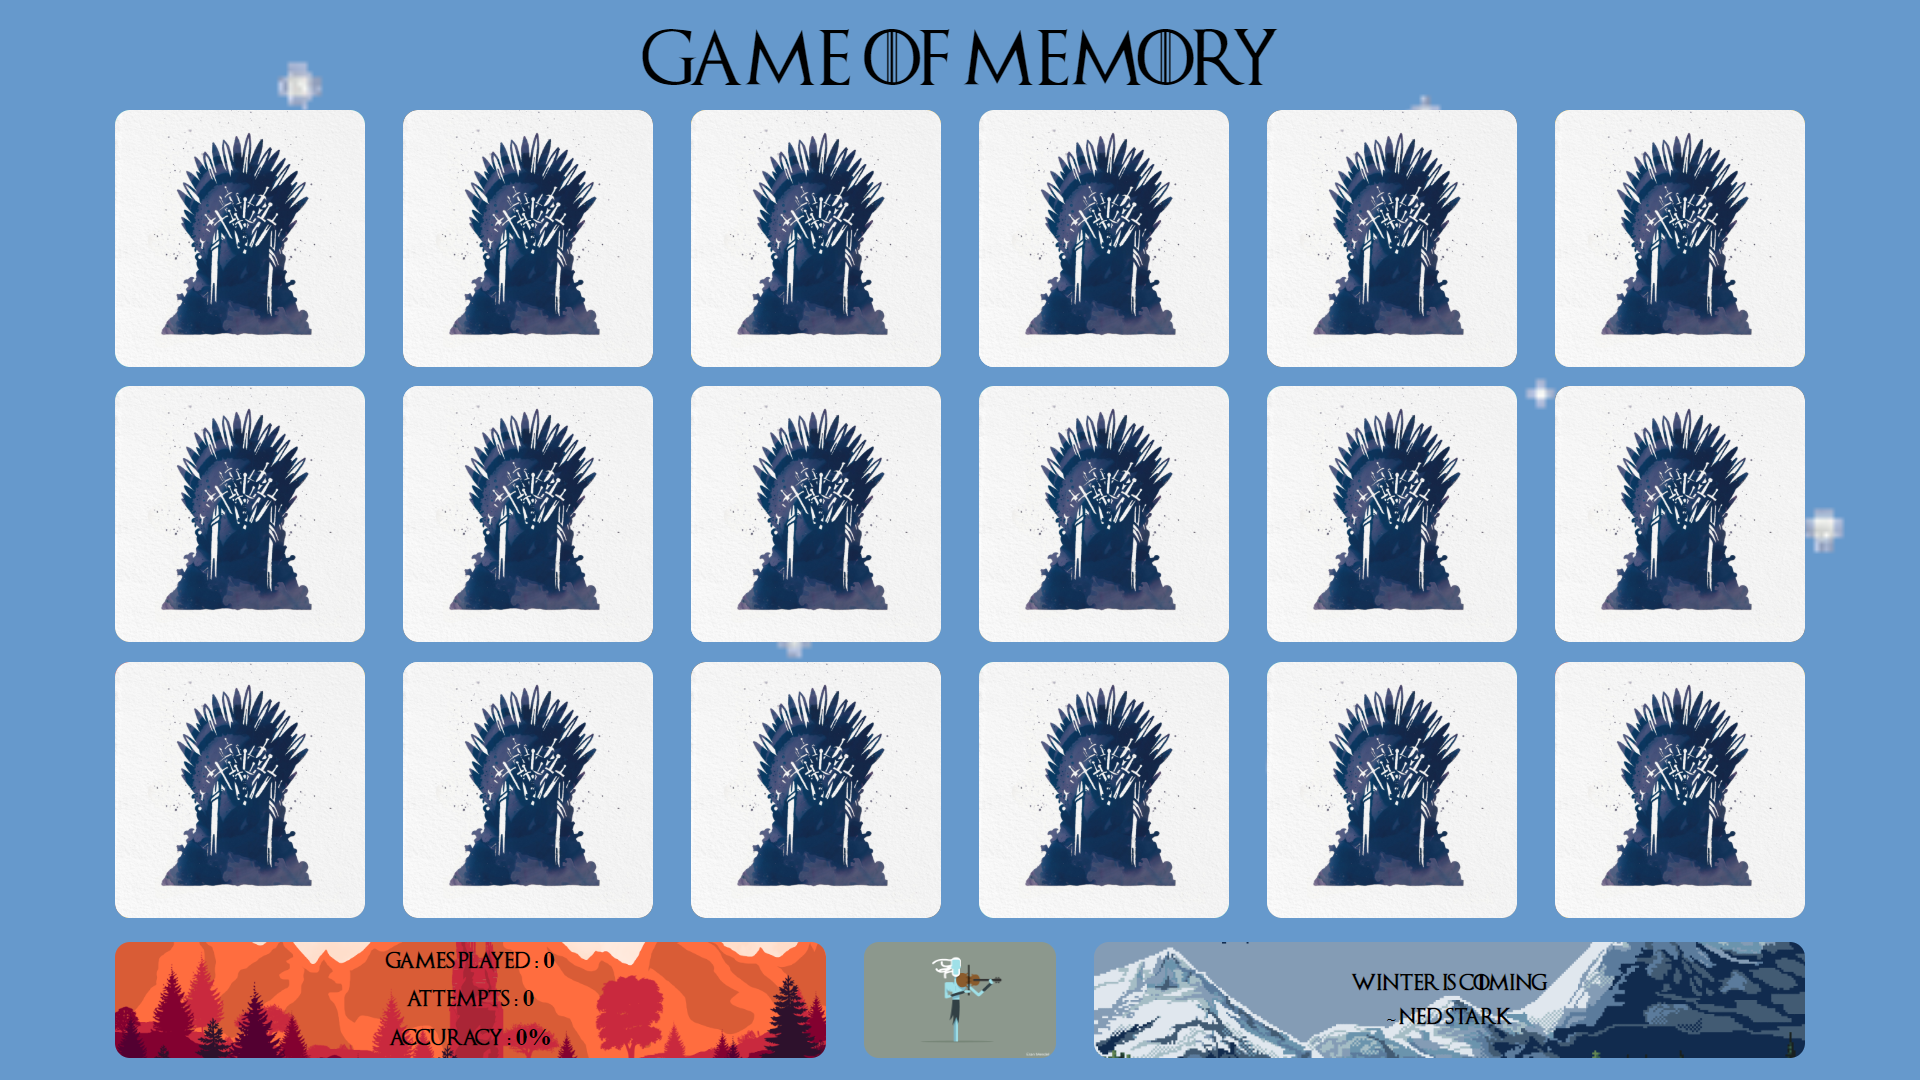 GAME OF MEMORY
GAMES PLAYED : 0
ATTEMPTS : 0
ACCURACY : 0%
WINTER IS COMING
~ NED STARK